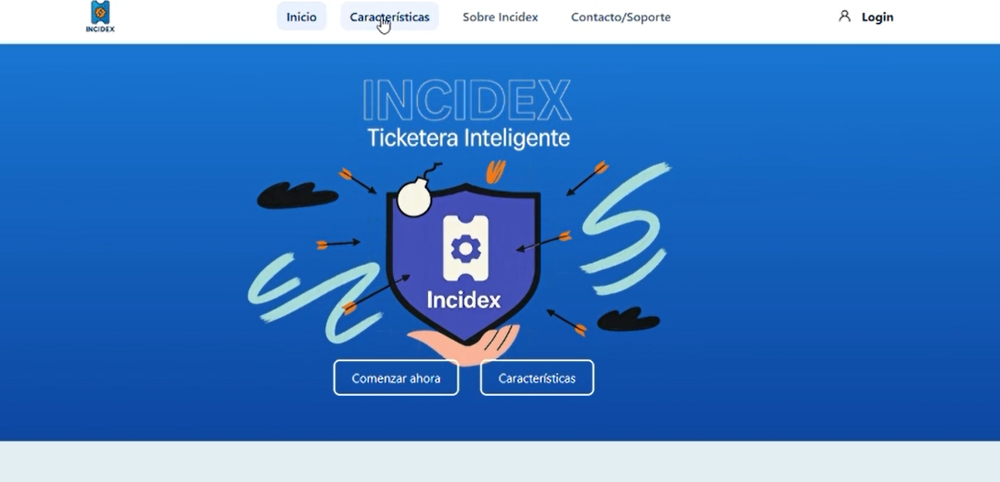 INCIDEX
Inicio
Características
Sobre Incidex
Contacto/Soporte
Login
INCIDEX
Ticketera Inteligente
Incidex
Comenzar ahora
Características